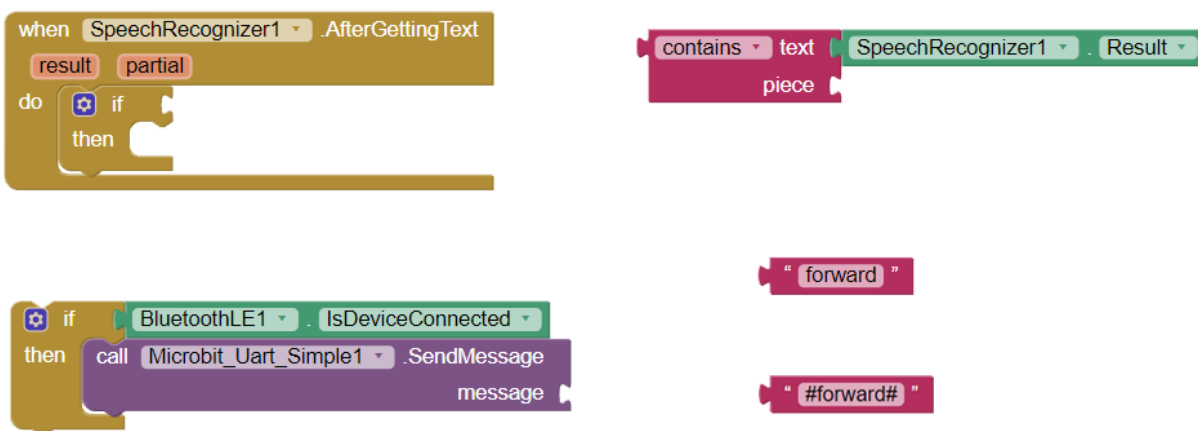 when SpeechRecognizer1 .AfterGettingText
result partial
do if
then
contains text SpeechRecognizer1 . Result
piece
if BluetoothLE1 . IsDeviceConnected
then call Microbit_Uart_Simple1 .SendMessage
message
“ forward ”
“ #forward# ”